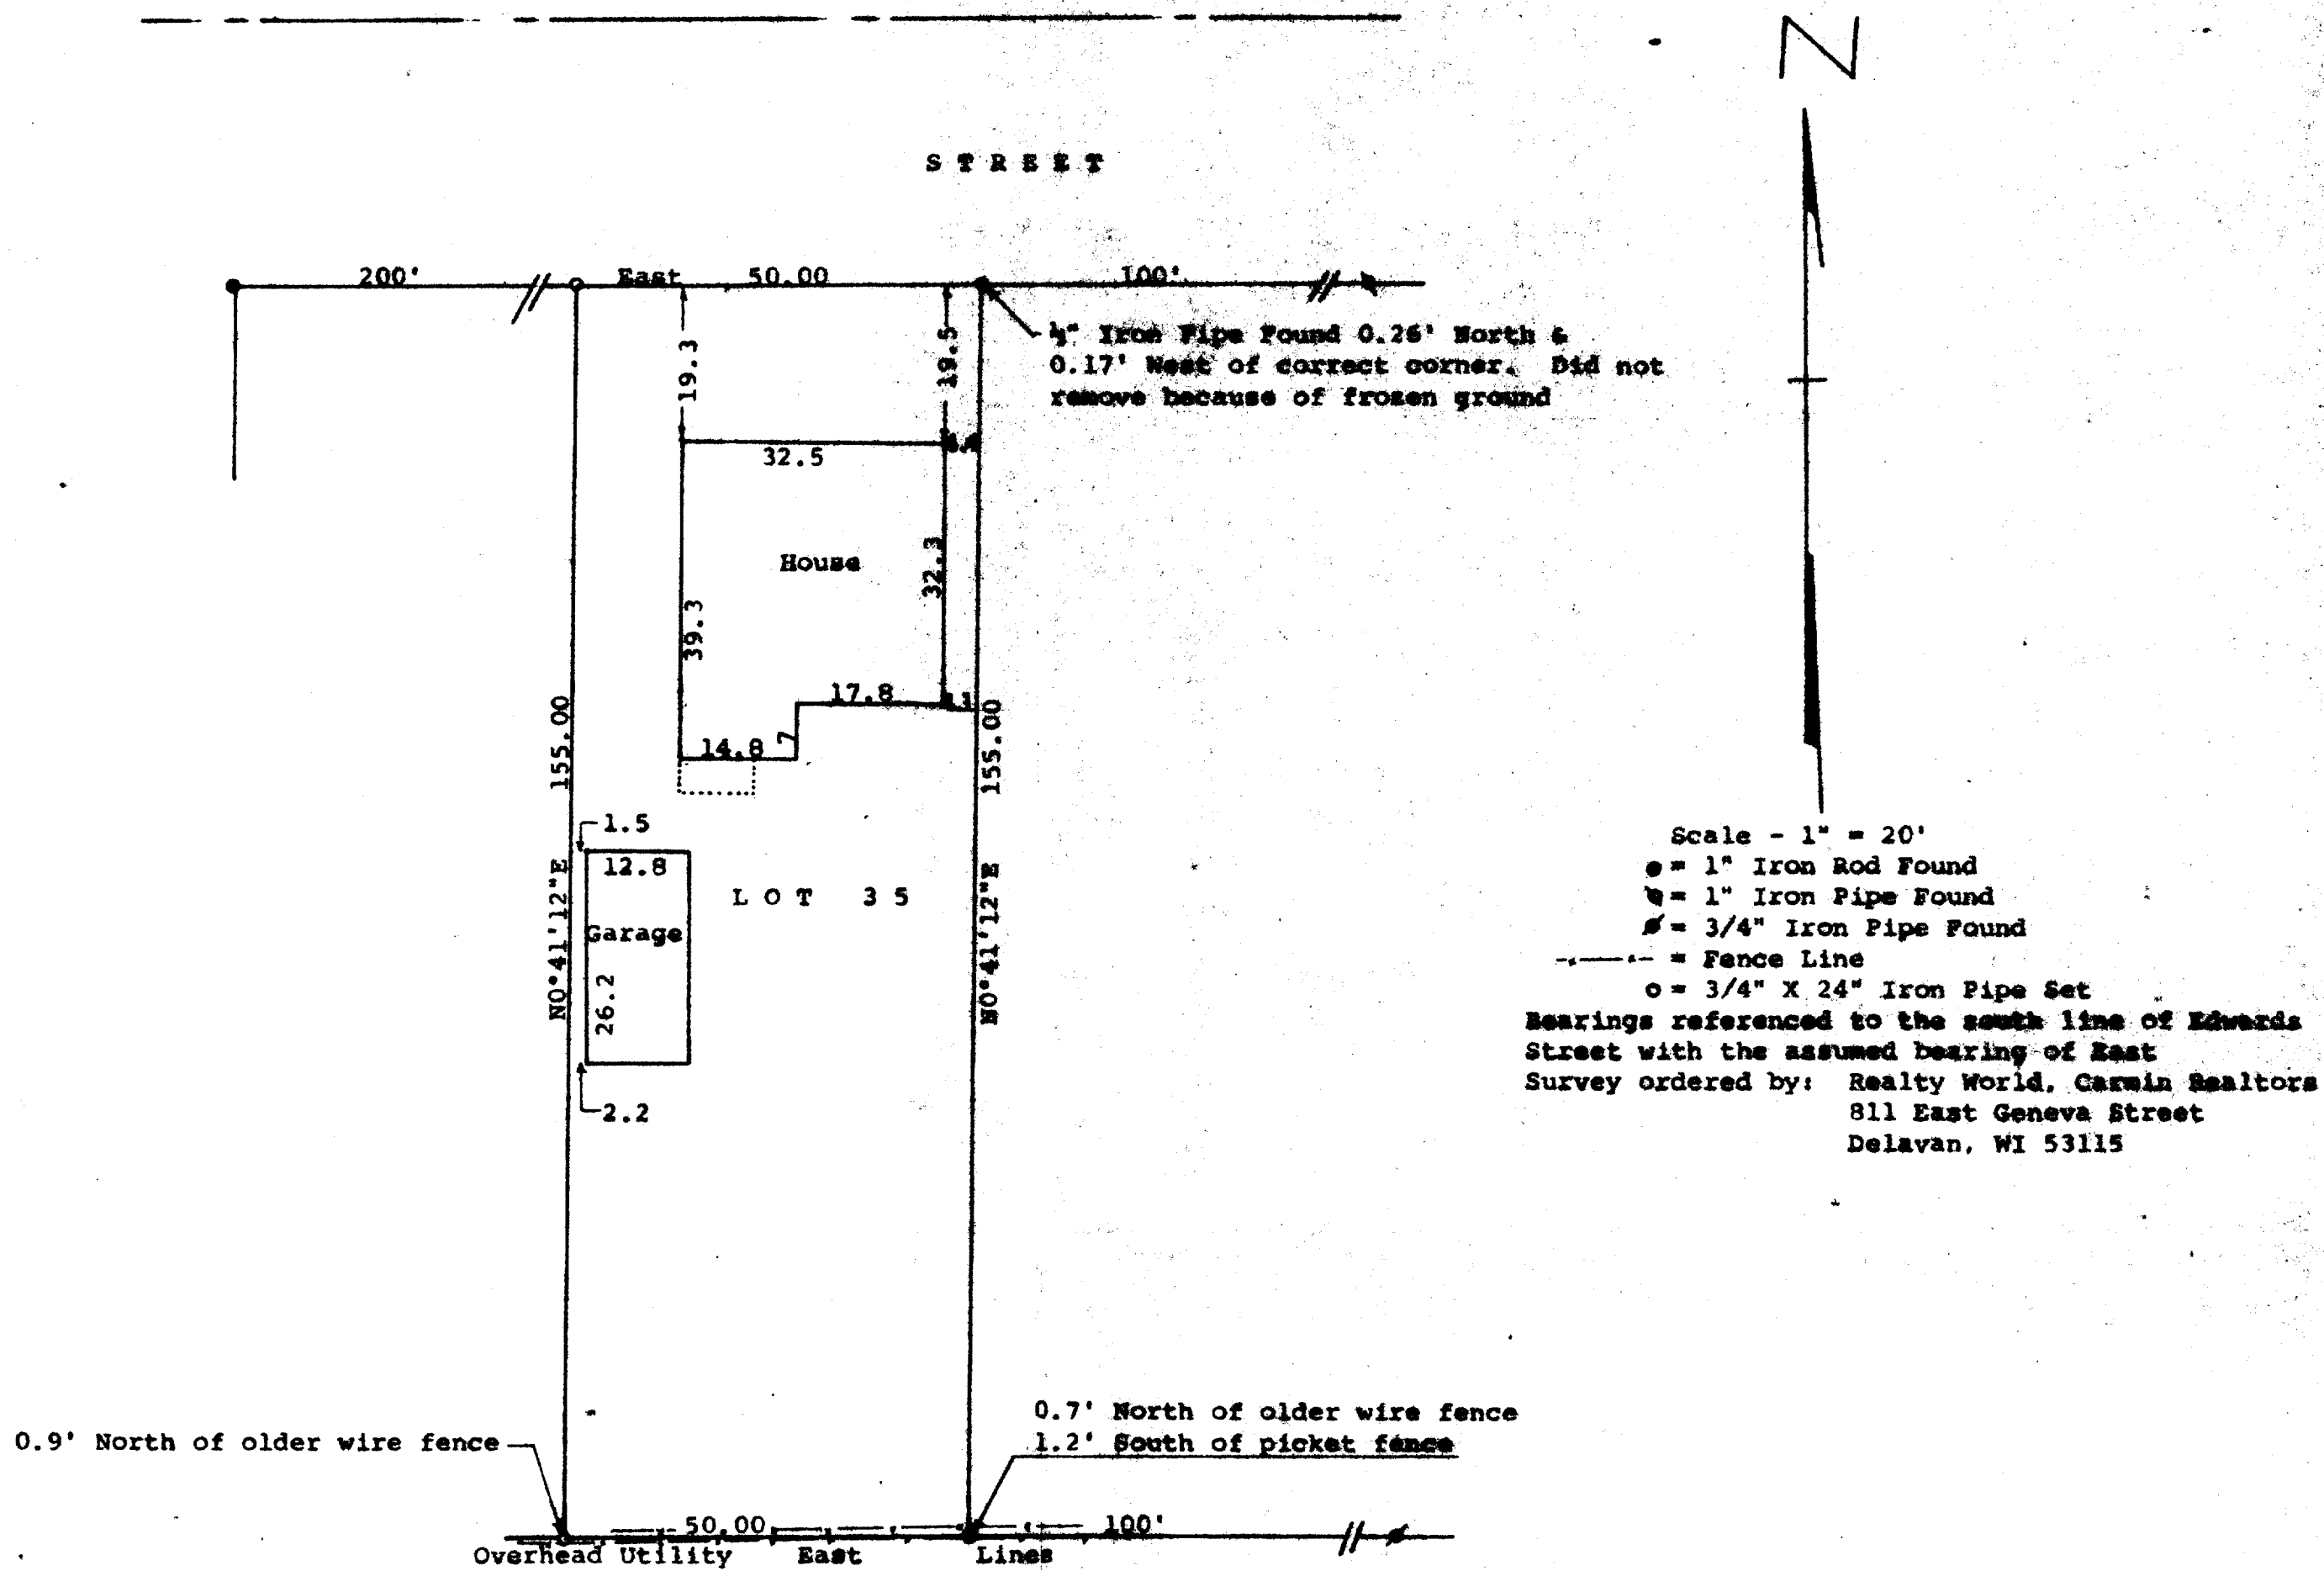 N
S T R E E T
200'
East 50.00
100'
19.3
19.5
½" Iron Pipe Found 0.26' North &
0.17' West of correct corner. Did not
remove because of frozen ground
32.5
House
32.3
39.3
17.8
14.8
7
155.00
155.00
1.5
12.8
Garage
26.2
2.2
L O T 3 5
N0°41'12"E
N0°41'12"E
Scale - 1" = 20'
= 1" Iron Rod Found
= 1" Iron Pipe Found
= 3/4" Iron Pipe Found
= Fence Line
= 3/4" X 24" Iron Pipe Set
Bearings referenced to the south line of Edwards
Street with the assumed bearing of East
Survey ordered by: Realty World, Carmin Realtors
811 East Geneva Street
Delavan, WI 53115
0.9' North of older wire fence
0.7' North of older wire fence
1.2' South of picket fence
50.00
100'
Overhead Utility East Lines